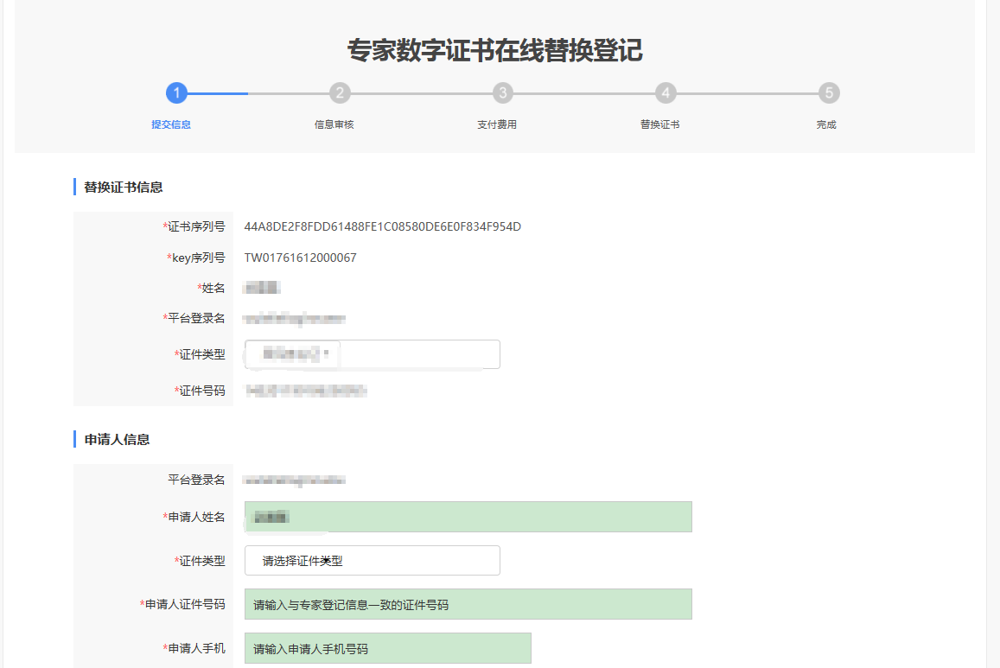 专家数字证书在线替换登记
1 2 3 4 5
提交信息 信息审核 支付费用 替换证书 完成
替换证书信息
*证书序列号 44A8DE2F8FDD61488FE1C08580DE6E0F834F954D
*key序列号 TW01761612000067
*姓名
*平台登录名
*证件类型
*证件号码
申请人信息
平台登录名
*申请人姓名
*证件类型 请选择证件类型
*申请人证件号码 请输入与专家登记信息一致的证件号码
*申请人手机 请输入申请人手机号码